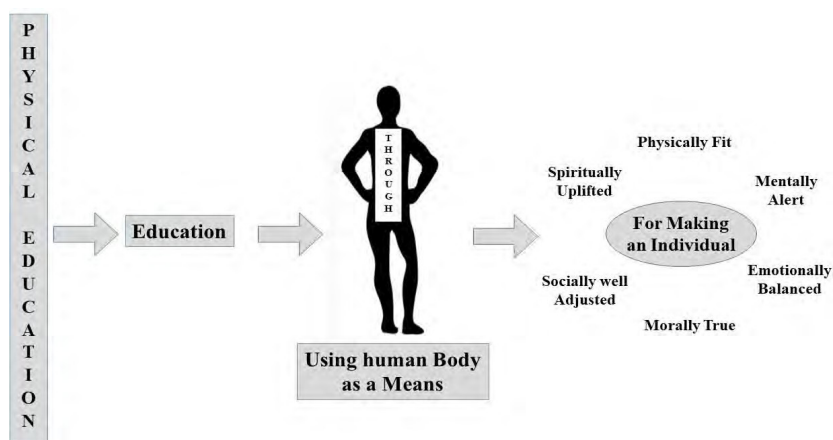 PHYSICAL EDUCATION
Education
THROUGH
Using human Body
as a Means
Physically Fit
Spiritually
Uplifted
Mentally
Alert
For Making
an Individual
Socially well
Adjusted
Emotionally
Balanced
Morally True